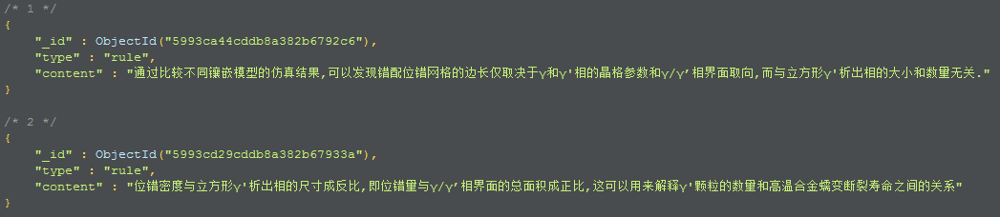 /* 1 */
{
    "_id" : ObjectId("5993ca44cddb8a382b6792c6"),
    "type" : "rule",
    "content" : "通过比较不同镶嵌模型的仿真结果,可以发现错配位错网格的边长仅取决于γ和γ'相的晶格参数和γ/γ’相界面取向,而与立方形γ'析出相的大小和数量无关."
}
/* 2 */
{
    "_id" : ObjectId("5993cd29cddb8a382b67933a"),
    "type" : "rule",
    "content" : "位错密度与立方形γ'析出相的尺寸成反比,即位错量与γ/γ’相界面的总面积成正比,这可以用来解释γ'颗粒的数量和高温合金蠕变断裂寿命之间的关系"
}